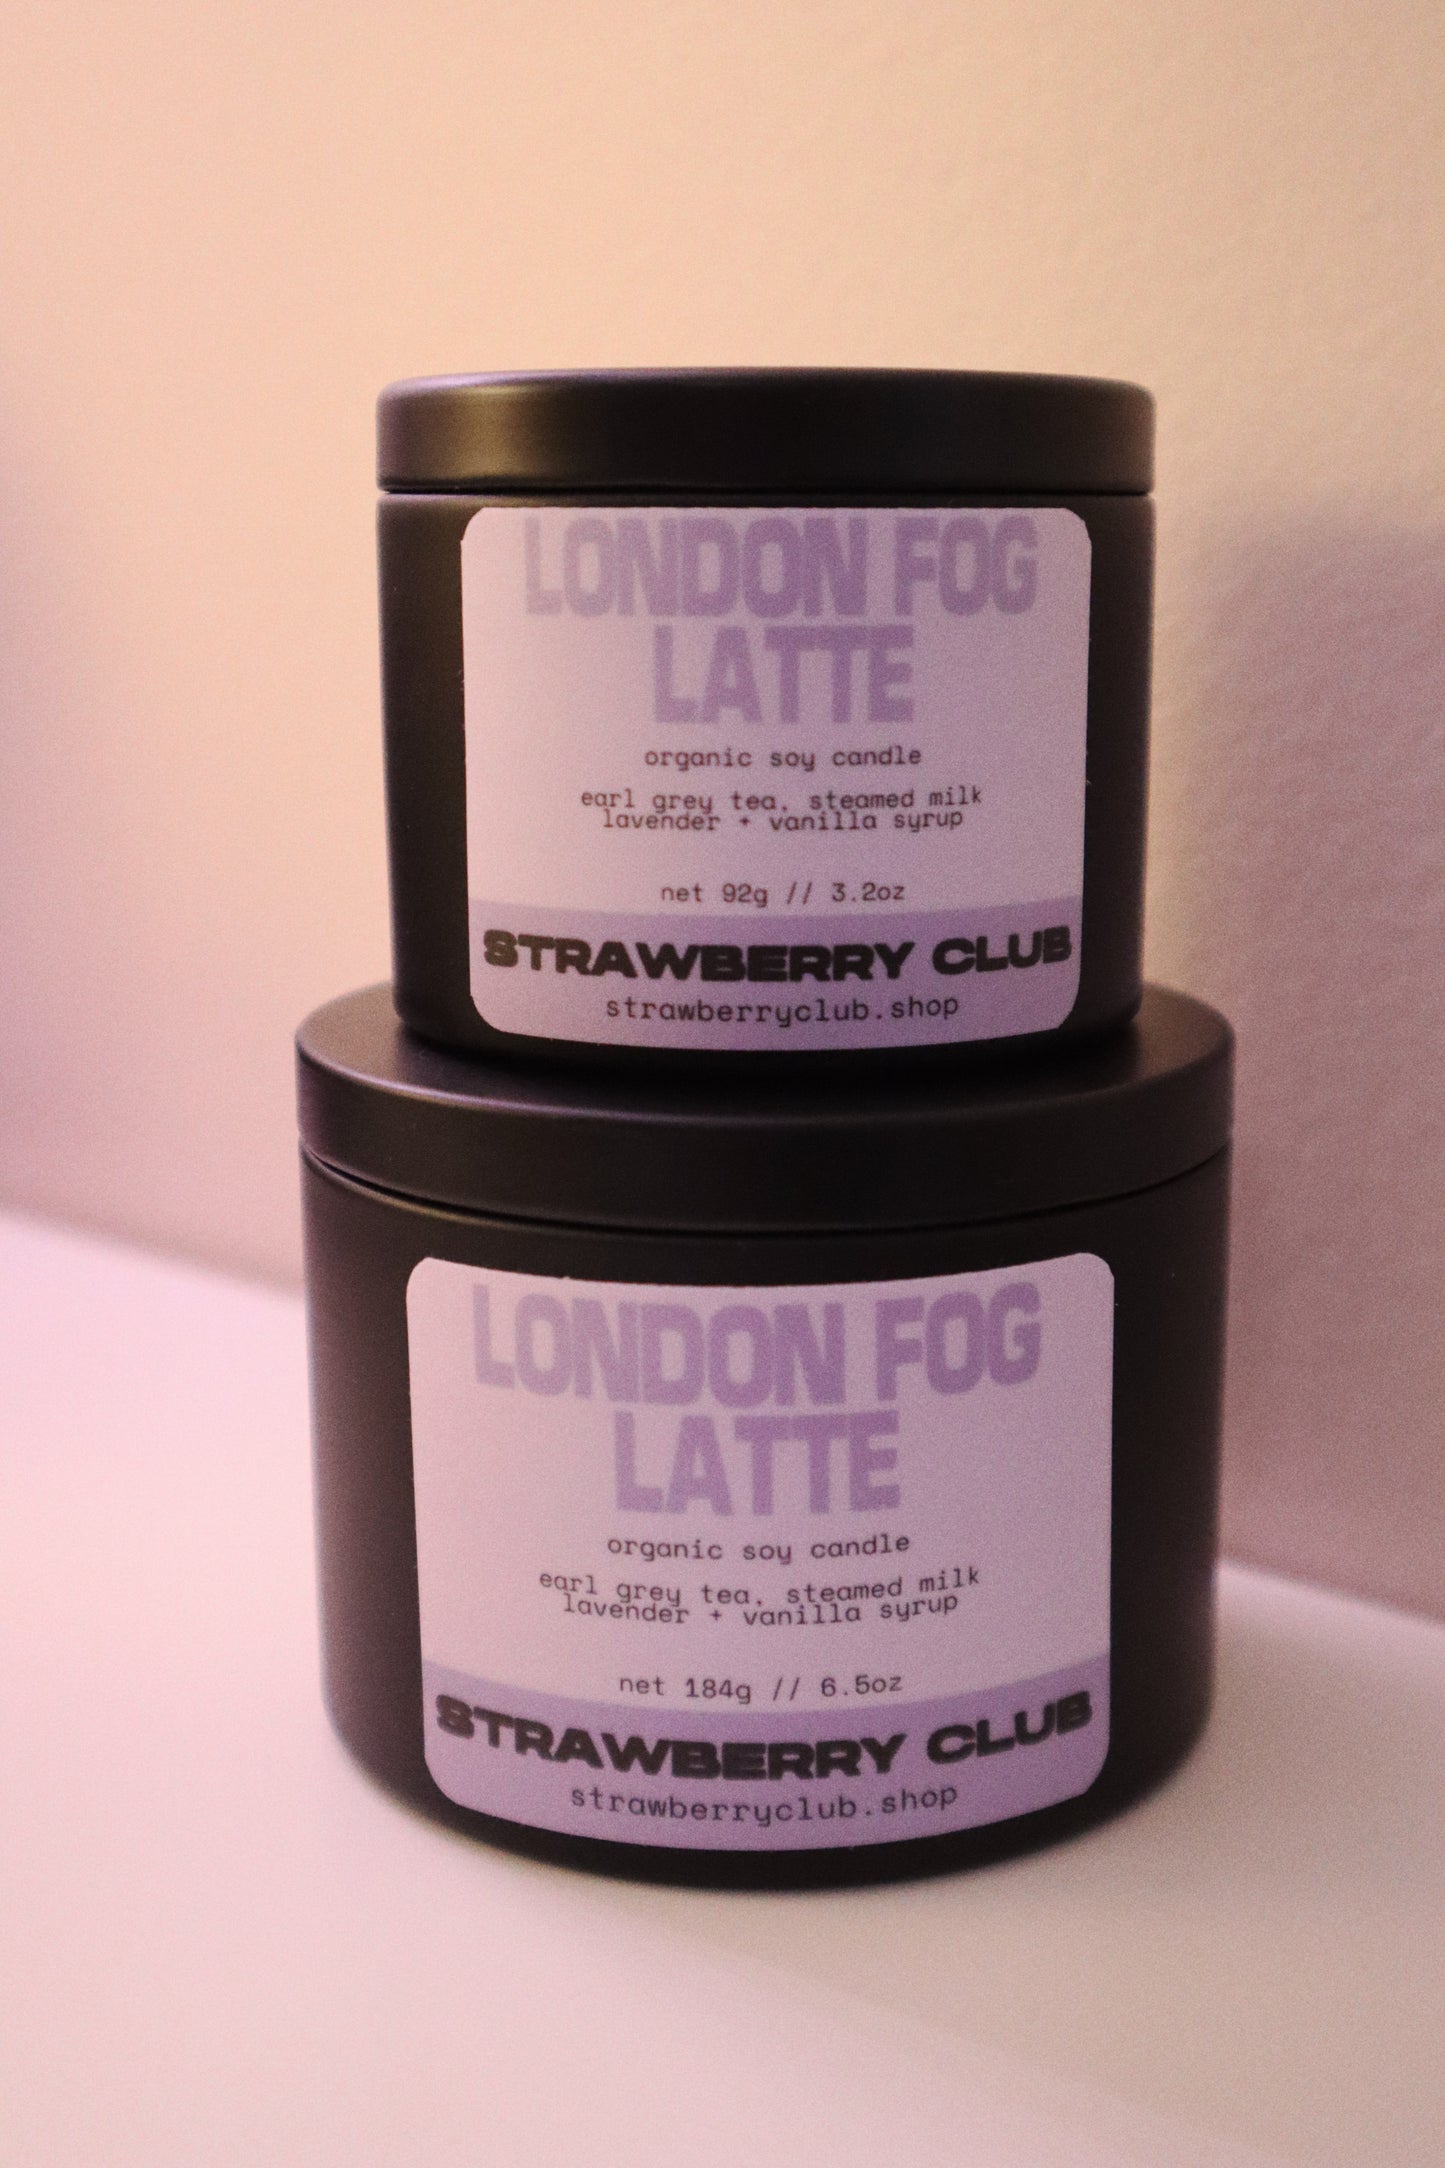 LONDON FOG
LATTE
organic soy candle
earl grey tea, steamed milk
lavender + vanilla syrup
net 92g // 3.2oz
STRAWBERRY CLUB
strawberryclub.shop
LONDON FOG
LATTE
organic soy candle
earl grey tea, steamed milk
lavender + vanilla syrup
net 184g // 6.5oz
STRAWBERRY CLUB
strawberryclub.shop